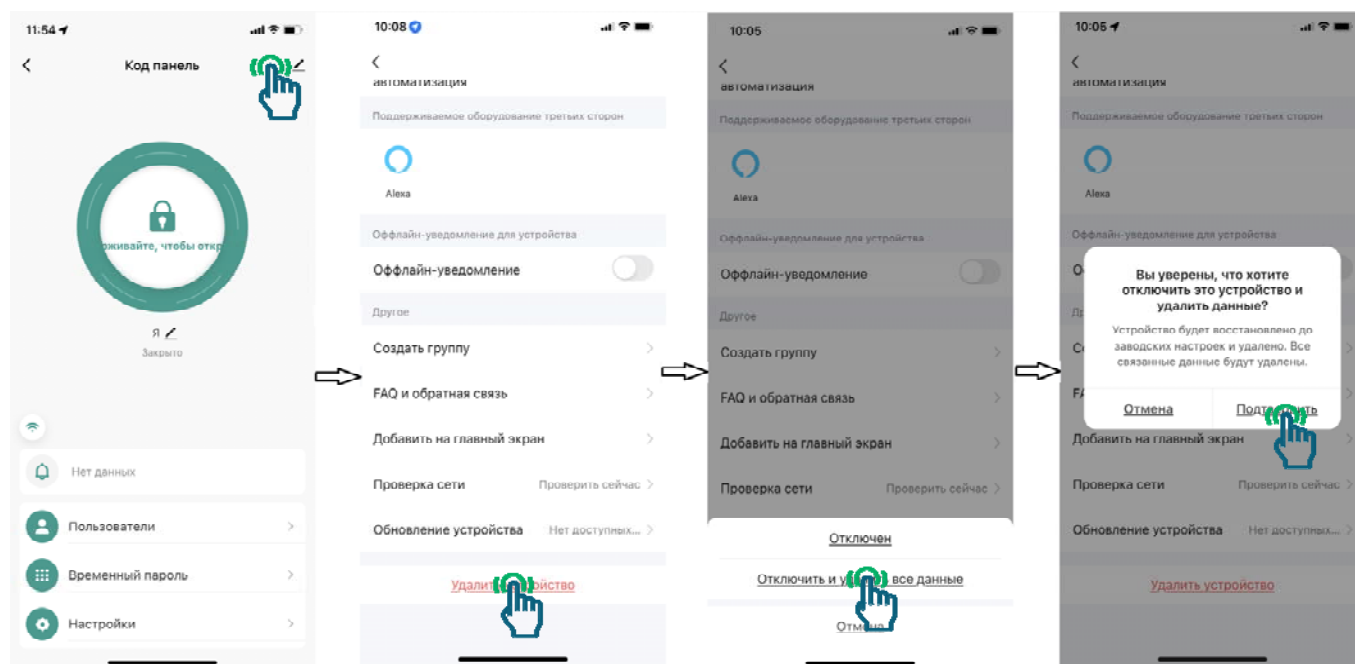 11:54
Код панель
живайте, чтобы откр
Я
Закрыто
Нет данных
Пользователи
Временный пароль
Настройки
10:08
автоматизация
Поддерживаемое оборудование третьих сторон
Alexa
Оффлайн-уведомление для устройства
Оффлайн-уведомление
Другое
Создать группу
FAQ и обратная связь
Добавить на главный экран
Проверка сети Проверить сейчас
Обновление устройства Нет доступных...
Удалить устройство
10:05
автоматизация
Поддерживаемое оборудование третьих сторон
Alexa
Оффлайн-уведомление для устройства
Оффлайн-уведомление
Другое
Создать группу
FAQ и обратная связь
Добавить на главный экран
Проверка сети Проверить сейчас
Отключен
Отключить и удалить все данные
Отмена
10:05
автоматизация
Поддерживаемое оборудование третьих сторон
Alexa
Оффлайн-уведомление для устройства
Вы уверены, что хотите
отключить это устройство и
удалить данные?
Устройство будет восстановлено до
заводских настроек и удалено. Все
связанные данные будут удалены.
Отмена Подтвердить
Добавить на главный экран
Проверка сети Проверить сейчас
Обновление устройства Нет доступных...
Удалить устройство